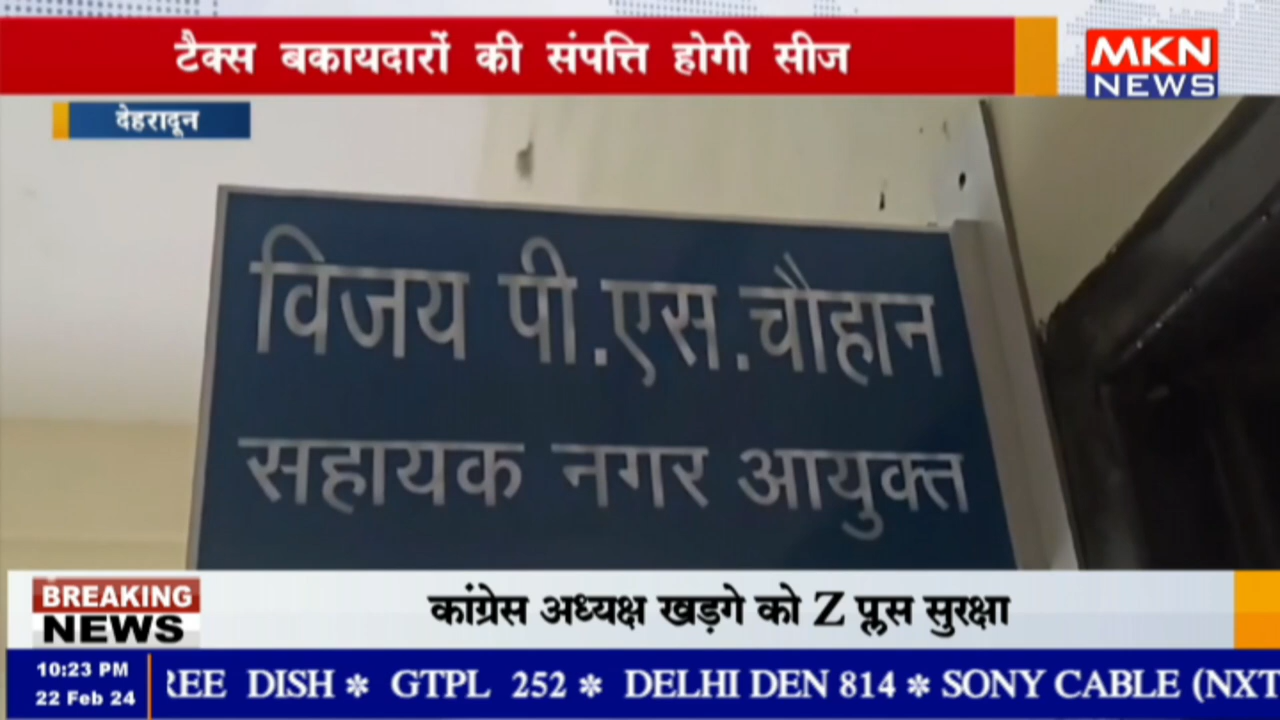 टैक्स बकायदारों की संपत्ति होगी सीज
MKN
NEWS
देहरादून
विजय पी.एस.चौहान
सहायक नगर आयुक्त
BREAKING
NEWS
कांग्रेस अध्यक्ष खड़गे को Z प्लस सुरक्षा
10:23 PM
22 Feb 24
REE DISH * GTPL 252 * DELHI DEN 814 * SONY CABLE (NXT